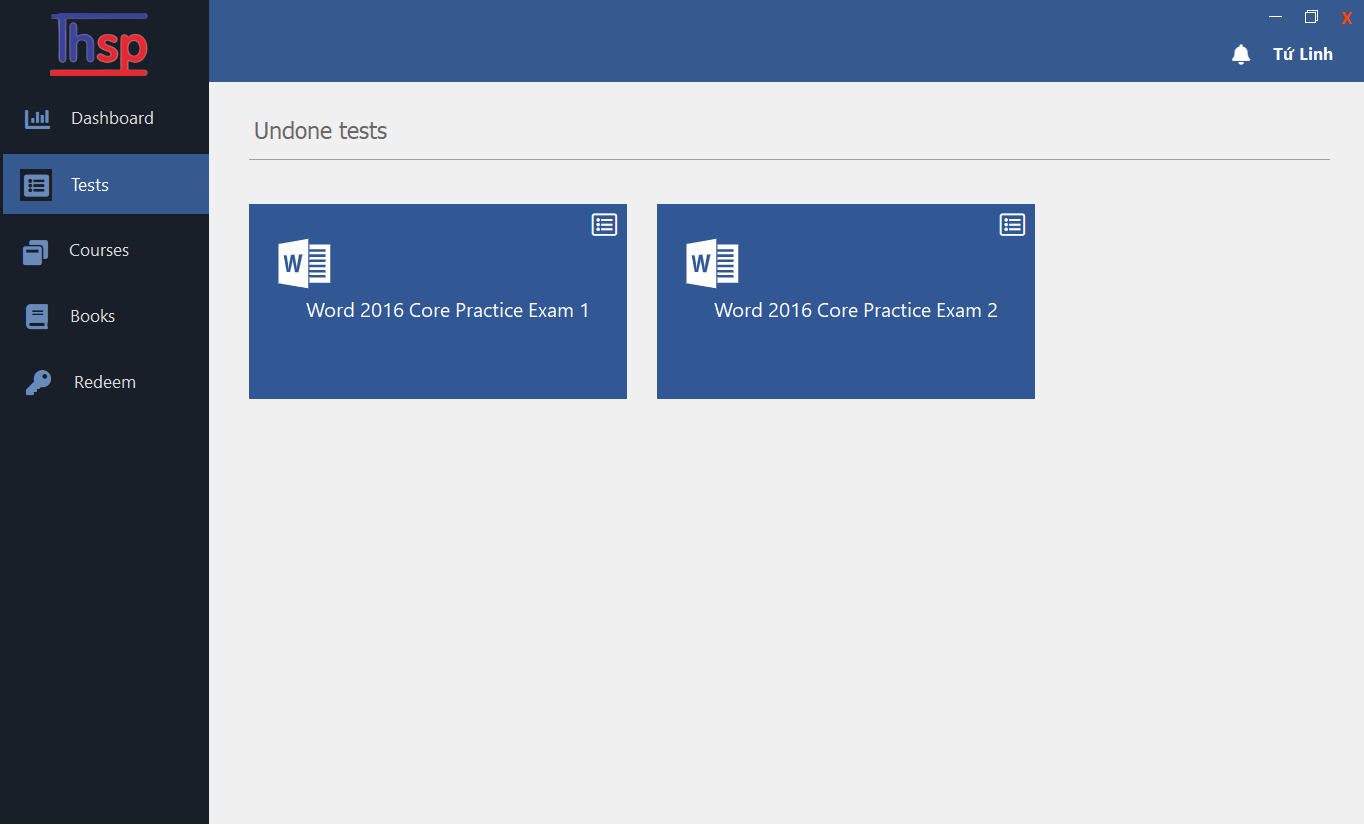 Thsp
Tứ Linh
Dashboard
Tests
Courses
Books
Redeem
Undone tests
W
Word 2016 Core Practice Exam 1
W
Word 2016 Core Practice Exam 2